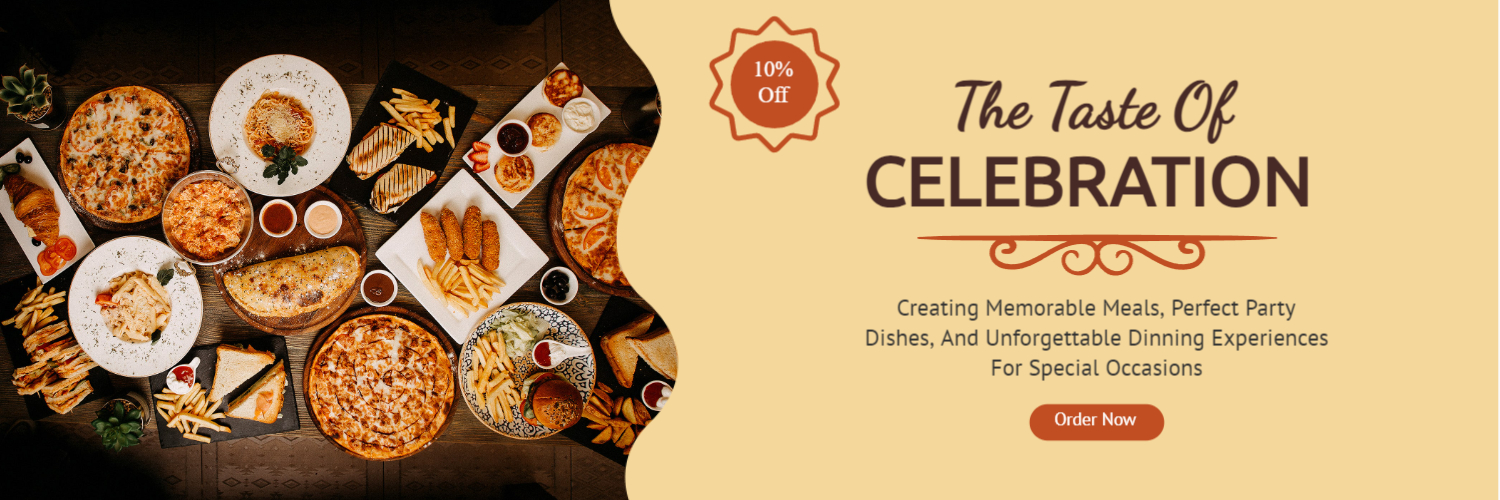 10%
Off
The Taste Of
CELEBRATION
Creating Memorable Meals, Perfect Party
Dishes, And Unforgettable Dinning Experiences
For Special Occasions
Order Now